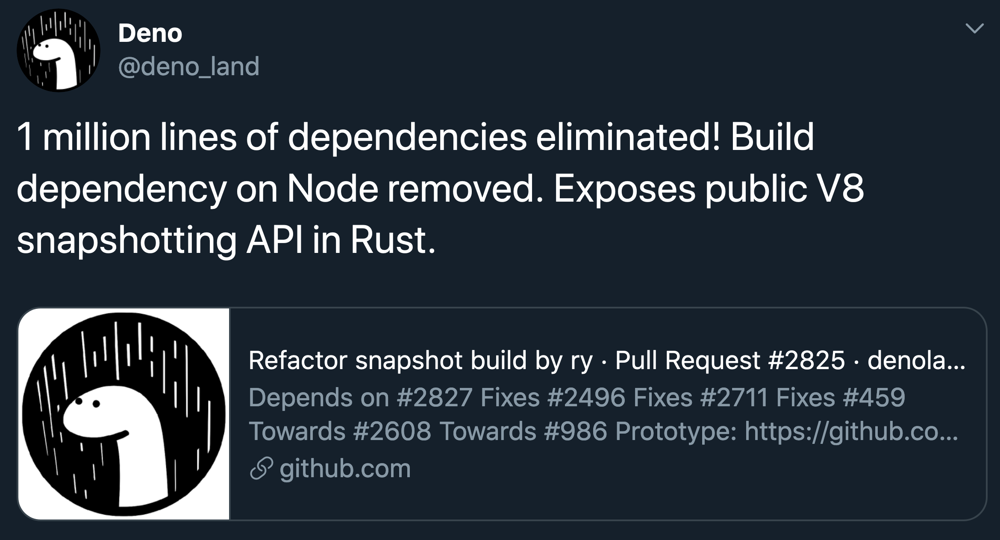 Deno
@deno_land
1 million lines of dependencies eliminated! Build
dependency on Node removed. Exposes public V8
snapshotting API in Rust.
Refactor snapshot build by ry · Pull Request #2825 · denola...
Depends on #2827 Fixes #2496 Fixes #2711 Fixes #459
Towards #2608 Towards #986 Prototype: https://github.co...
github.com